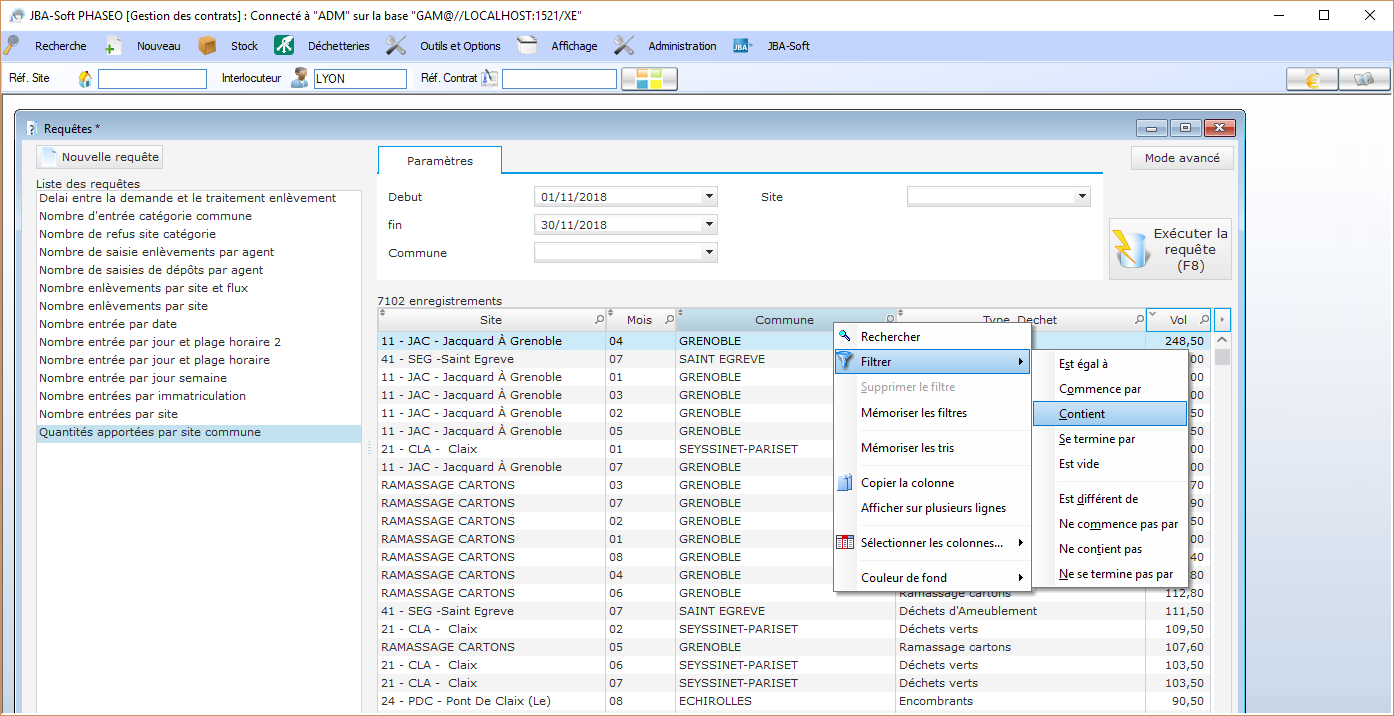 JBA-Soft PHASEO [Gestion des contrats] : Connecté à "ADM" sur la base "GAM@//LOCALHOST:1521/XE"
Recherche Nouveau Stock Déchetteries Outils et Options Affichage Administration JBA JBA-Soft
Réf. Site Interlocuteur LYON Réf. Contrat
Requêtes *
Nouvelle requête
Liste des requêtes
Delai entre la demande et le traitement enlèvement
Nombre d'entrée catégorie commune
Nombre de refus site catégorie
Nombre de saisie enlèvements par agent
Nombre de saisies de dépôts par agent
Nombre enlèvements par site et flux
Nombre enlèvements par site
Nombre entrée par date
Nombre entrée par jour et plage horaire 2
Nombre entrée par jour et plage horaire
Nombre entrée par jour semaine
Nombre entrées par immatriculation
Nombre entrées par site
Quantités apportées par site commune
Paramètres
Mode avancé
Debut 01/11/2018 Site
fin 30/11/2018
Commune
Exécuter la
requête
(F8)
7102 enregistrements
Site Mois Commune Type Dechet Vol
11 - JAC - Jacquard À Grenoble 04 GRENOBLE 248,50
41 - SEG -Saint Egreve 07 SAINT EGREVE 00
11 - JAC - Jacquard À Grenoble 01 GRENOBLE 00
11 - JAC - Jacquard À Grenoble 03 GRENOBLE 00
11 - JAC - Jacquard À Grenoble 02 GRENOBLE 50
11 - JAC - Jacquard À Grenoble 05 GRENOBLE 50
21 - CLA - Claix 01 SEYSSINET-PARISET 00
11 - JAC - Jacquard À Grenoble 07 GRENOBLE 00
RAMASSAGE CARTONS 03 GRENOBLE 70
RAMASSAGE CARTONS 07 GRENOBLE 90
RAMASSAGE CARTONS 02 GRENOBLE 50
RAMASSAGE CARTONS 01 GRENOBLE 00
RAMASSAGE CARTONS 08 GRENOBLE 40
RAMASSAGE CARTONS 04 GRENOBLE 80
RAMASSAGE CARTONS 06 GRENOBLE Ramassage cartons 112,80
41 - SEG -Saint Egreve 07 SAINT EGREVE Déchets d'Ameublement 111,50
21 - CLA - Claix 02 SEYSSINET-PARISET Déchets verts 109,50
RAMASSAGE CARTONS 05 GRENOBLE Ramassage cartons 107,60
21 - CLA - Claix 06 SEYSSINET-PARISET Déchets verts 103,50
21 - CLA - Claix 07 SEYSSINET-PARISET Déchets verts 103,50
24 - PDC - Pont De Claix (Le) 08 ECHIROLLES Encombrants 90,50
Rechercher
Filtrer
Supprimer le filtre
Mémoriser les filtres
Mémoriser les tris
Copier la colonne
Afficher sur plusieurs lignes
Sélectionner les colonnes...
Couleur de fond
Est égal à
Commence par
Contient
Se termine par
Est vide
Est différent de
Ne commence pas par
Ne contient pas
Ne se termine pas par